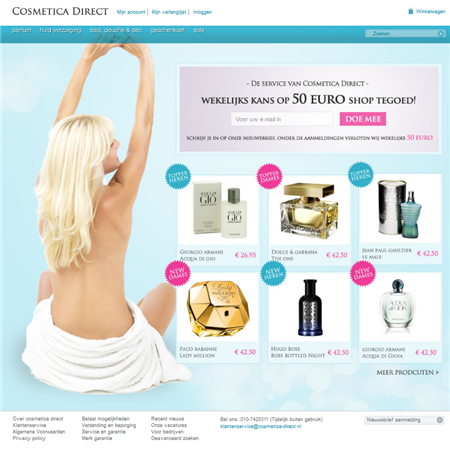 COSMETICA DIRECT
Mijn account | Mijn verlanglijst | Inloggen
Winkelwagen
parfum huid verzorging bad, douche & deo geschenkset sale
Zoeken ...
- DE SERVICE VAN COSMETICA DIRECT -
WEKELIJKS KANS OP 50 EURO SHOP TEGOED!
Voer uw e-mail in
DOE MEE
SCHRIJF JE IN OP ONZE NIEUWSBRIEF, ONDER DE AANMELDINGEN VERLOTEN WIJ WEKELIJKS 50 EURO
TOPPER HEREN
TOPPER DAMES
TOPPER HEREN
GIORGIO ARMANI
ACQUA DI GIO
€ 26,95
DOLCE & GABBANA
THE ONE
€ 42,50
JEAN PAUL GAULTIER
LE MALE
€ 42,50
NEW DAMES
NEW HEREN
NEW DAMES
PACO RABANNE
LADY MILLION
€ 42,50
HUGO BOSS
BOSS BOTTLED NIGHT
€ 42,50
GIORGIO ARMANI
ACQUA DI GIOIA
€ 42,50
MEER PRODCUTEN >
Over cosmetica direct
Klantenservice
Algemene Voorwaarden
Privacy policy
Betaal mogelijkheden
Verzending en bezorging
Service en garantie
Merk garantie
Recent nieuws
Onze vacatures
Voor bedrijven
Geavanceerd zoeken
Bel ons: 010-7420311 (Tijdelijk buiten gebruik)
klantenservice@cosmetica-direct.nl
Nieuwsbrief aanmelding